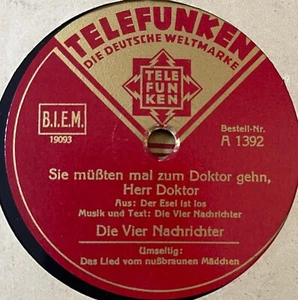 TELEFUNKEN
DIE DEUTSCHE WELTMARKE
TELE
FUN
KEN
B.I.E.M.
19093
Bestell-Nr.
A 1392
Sie müßten mal zum Doktor gehn,
Herr Doktor
Aus: Der Esel ist los
Musik und Text: Die Vier Nachrichter
Die Vier Nachrichter
Umseitig:
Das Lied vom nußbraunen Mädchen